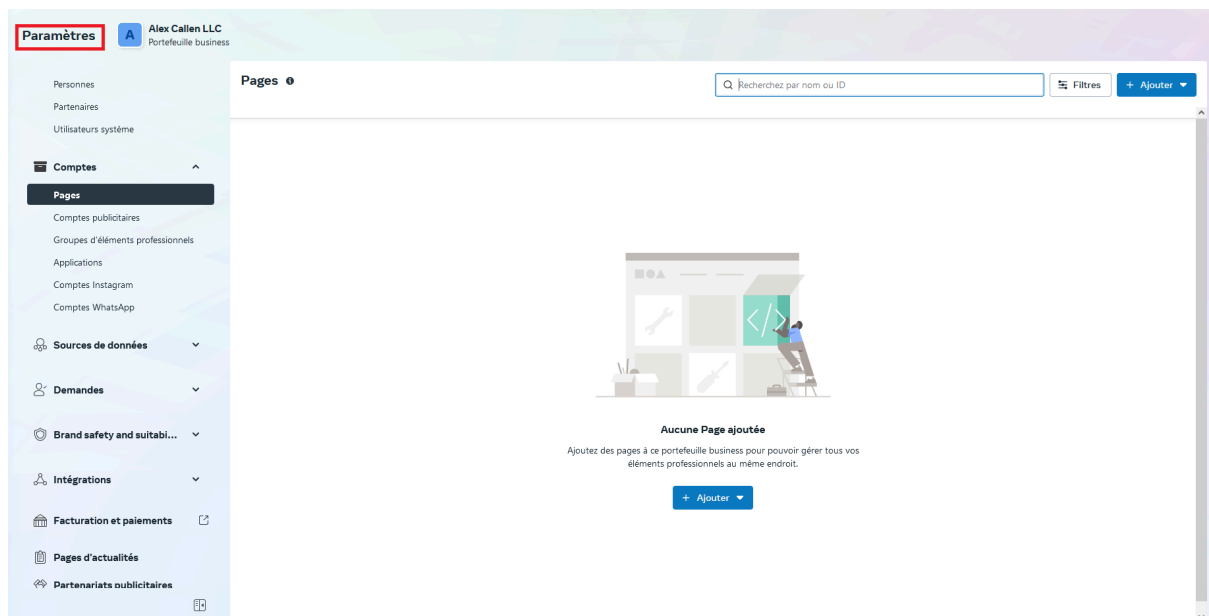 Paramètres
A
Alex Callen LLC
Portefeuille business
Personnes
Partenaires
Utilisateurs système
Comptes
Pages
Comptes publicitaires
Groupes d'éléments professionnels
Applications
Comptes Instagram
Comptes WhatsApp
Sources de données
Demandes
Brand safety and suitabi...
Intégrations
Facturation et paiements
Pages d'actualités
Partenariats publicitaires
Pages
Recherchez par nom ou ID
Filtres
+ Ajouter
</>
Aucune Page ajoutée
Ajoutez des pages à ce portefeuille business pour pouvoir gérer tous vos
éléments professionnels au même endroit.
+ Ajouter